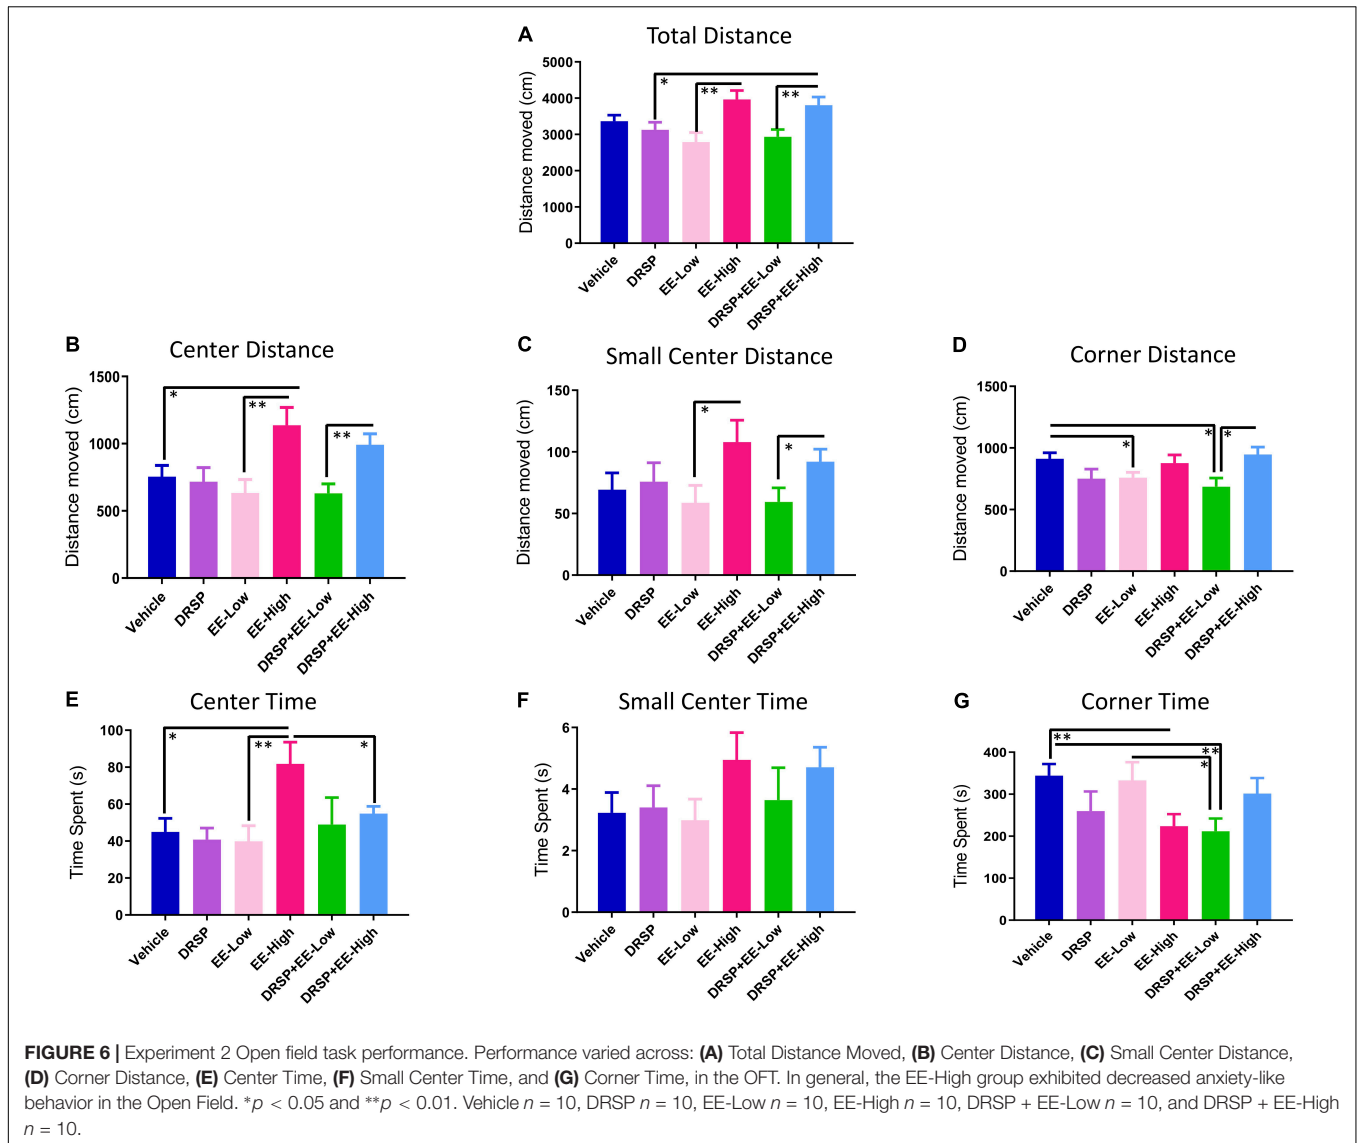 A Total Distance
Distance moved (cm)
5000
4000
3000
2000
1000
0
* ** **
Vehicle DRSP EE-Low EE-High DRSP+EE-Low DRSP+EE-High
B Center Distance
Distance moved (cm)
1500
1000
500
0
* ** **
Vehicle DRSP EE-Low EE-High DRSP+EE-Low DRSP+EE-High
C Small Center Distance
Distance moved (cm)
150
100
50
0
* *
Vehicle DRSP EE-Low EE-High DRSP+EE-Low DRSP+EE-High
D Corner Distance
Distance moved (cm)
1500
1000
500
0
* * *
Vehicle DRSP EE-Low EE-High DRSP+EE-Low DRSP+EE-High
E Center Time
Time Spent (s)
100
80
60
40
20
0
* ** *
Vehicle DRSP EE-Low EE-High DRSP+EE-Low DRSP+EE-High
F Small Center Time
Time Spent (s)
6
4
2
0
Vehicle DRSP EE-Low EE-High DRSP+EE-Low DRSP+EE-High
G Corner Time
Time Spent (s)
400
300
200
100
0
** ** *
Vehicle DRSP EE-Low EE-High DRSP+EE-Low DRSP+EE-High
FIGURE 6 | Experiment 2 Open field task performance. Performance varied across: (A) Total Distance Moved, (B) Center Distance, (C) Small Center Distance,
(D) Corner Distance, (E) Center Time, (F) Small Center Time, and (G) Corner Time, in the OFT. In general, the EE-High group exhibited decreased anxiety-like
behavior in the Open Field. *p < 0.05 and **p < 0.01. Vehicle n = 10, DRSP n = 10, EE-Low n = 10, EE-High n = 10, DRSP + EE-Low n = 10, and DRSP + EE-High
n = 10.